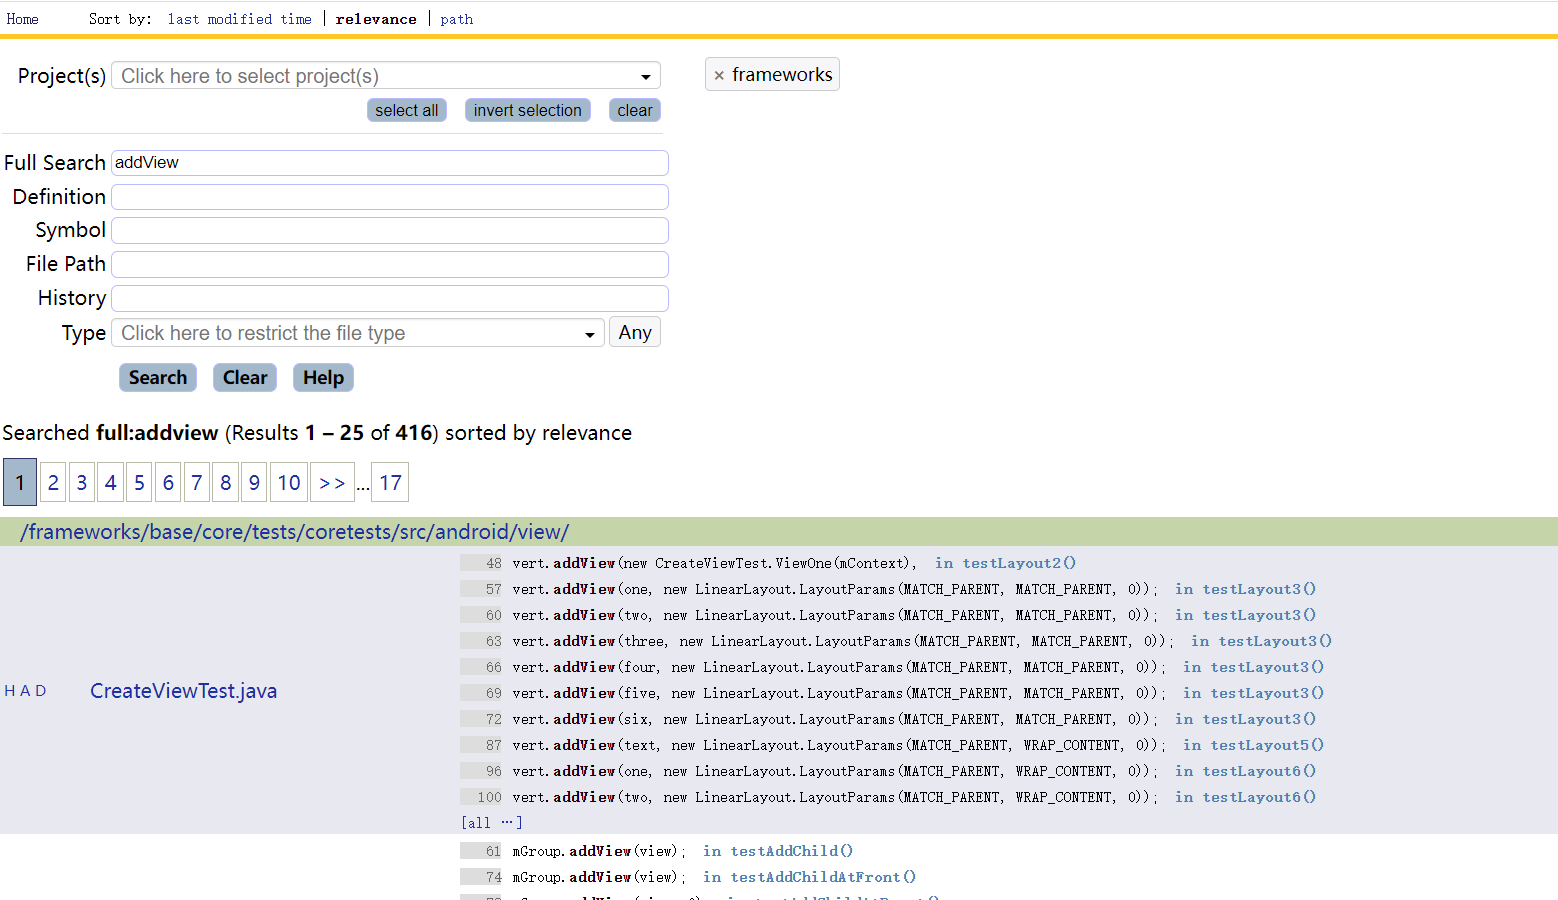 Home Sort by: last modified time | relevance | path
Project(s) Click here to select project(s) × frameworks
select all invert selection clear
Full Search addView
Definition
Symbol
File Path
History
Type Click here to restrict the file type Any
Search Clear Help
Searched full:addview (Results 1 – 25 of 416) sorted by relevance
1 2 3 4 5 6 7 8 9 10 >> ... 17
/frameworks/base/core/tests/coretests/src/android/view/
H A D CreateViewTest.java
48 vert.addView(new CreateViewTest.ViewOne(mContext), in testLayout2()
57 vert.addView(one, new LinearLayout.LayoutParams(MATCH_PARENT, MATCH_PARENT, 0)); in testLayout3()
60 vert.addView(two, new LinearLayout.LayoutParams(MATCH_PARENT, MATCH_PARENT, 0)); in testLayout3()
63 vert.addView(three, new LinearLayout.LayoutParams(MATCH_PARENT, MATCH_PARENT, 0)); in testLayout3()
66 vert.addView(four, new LinearLayout.LayoutParams(MATCH_PARENT, MATCH_PARENT, 0)); in testLayout3()
69 vert.addView(five, new LinearLayout.LayoutParams(MATCH_PARENT, MATCH_PARENT, 0)); in testLayout3()
72 vert.addView(six, new LinearLayout.LayoutParams(MATCH_PARENT, MATCH_PARENT, 0)); in testLayout3()
87 vert.addView(text, new LinearLayout.LayoutParams(MATCH_PARENT, WRAP_CONTENT, 0)); in testLayout5()
96 vert.addView(one, new LinearLayout.LayoutParams(MATCH_PARENT, WRAP_CONTENT, 0)); in testLayout6()
100 vert.addView(two, new LinearLayout.LayoutParams(MATCH_PARENT, WRAP_CONTENT, 0)); in testLayout6()
[all …]
61 mGroup.addView(view); in testAddChild()
74 mGroup.addView(view); in testAddChildAtFront()